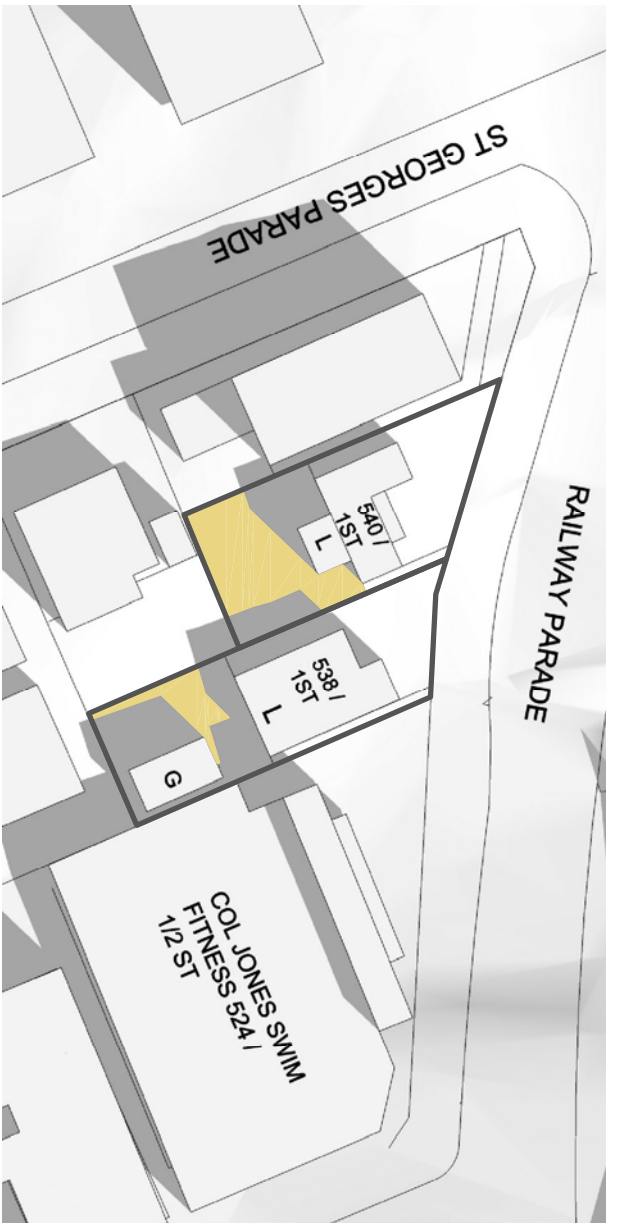 ST GEORGES PARADE
RAILWAY PARADE
540 /
1ST
L
538 /
1ST
L
G
COL JONES SWIM
FITNESS 524 /
1/2 ST